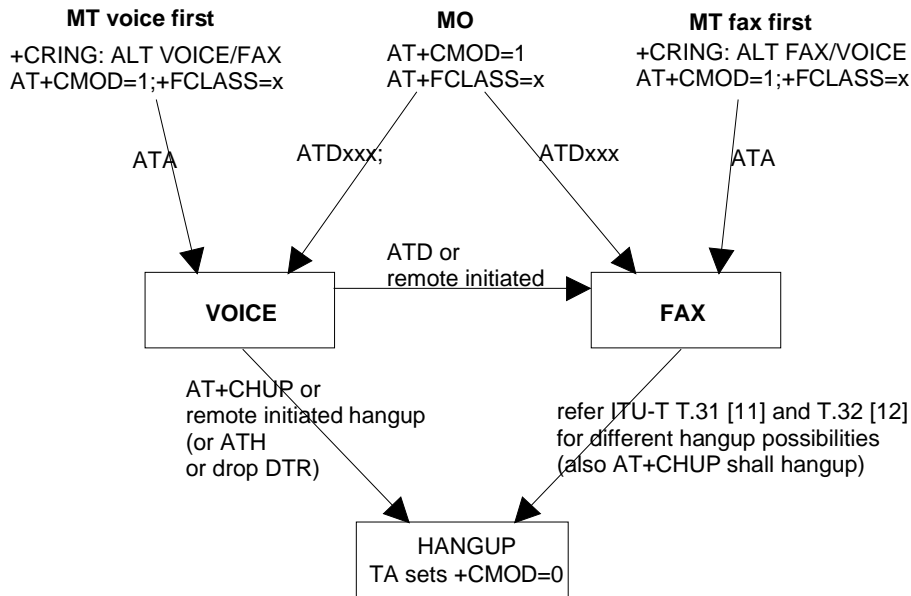 MT voice first
+CRING: ALT VOICE/FAX
AT+CMOD=1;+FCLASS=x
MO
AT+CMOD=1
AT+FCLASS=x
MT fax first
+CRING: ALT FAX/VOICE
AT+CMOD=1;+FCLASS=x
ATA
ATDxxx;
ATDxxx
ATA
ATD or
remote initiated
VOICE
FAX
AT+CHUP or
remote initiated hangup
(or ATH
or drop DTR)
refer ITU-T T.31 [11] and T.32 [12]
for different hangup possibilities
(also AT+CHUP shall hangup)
HANGUP
TA sets +CMOD=0